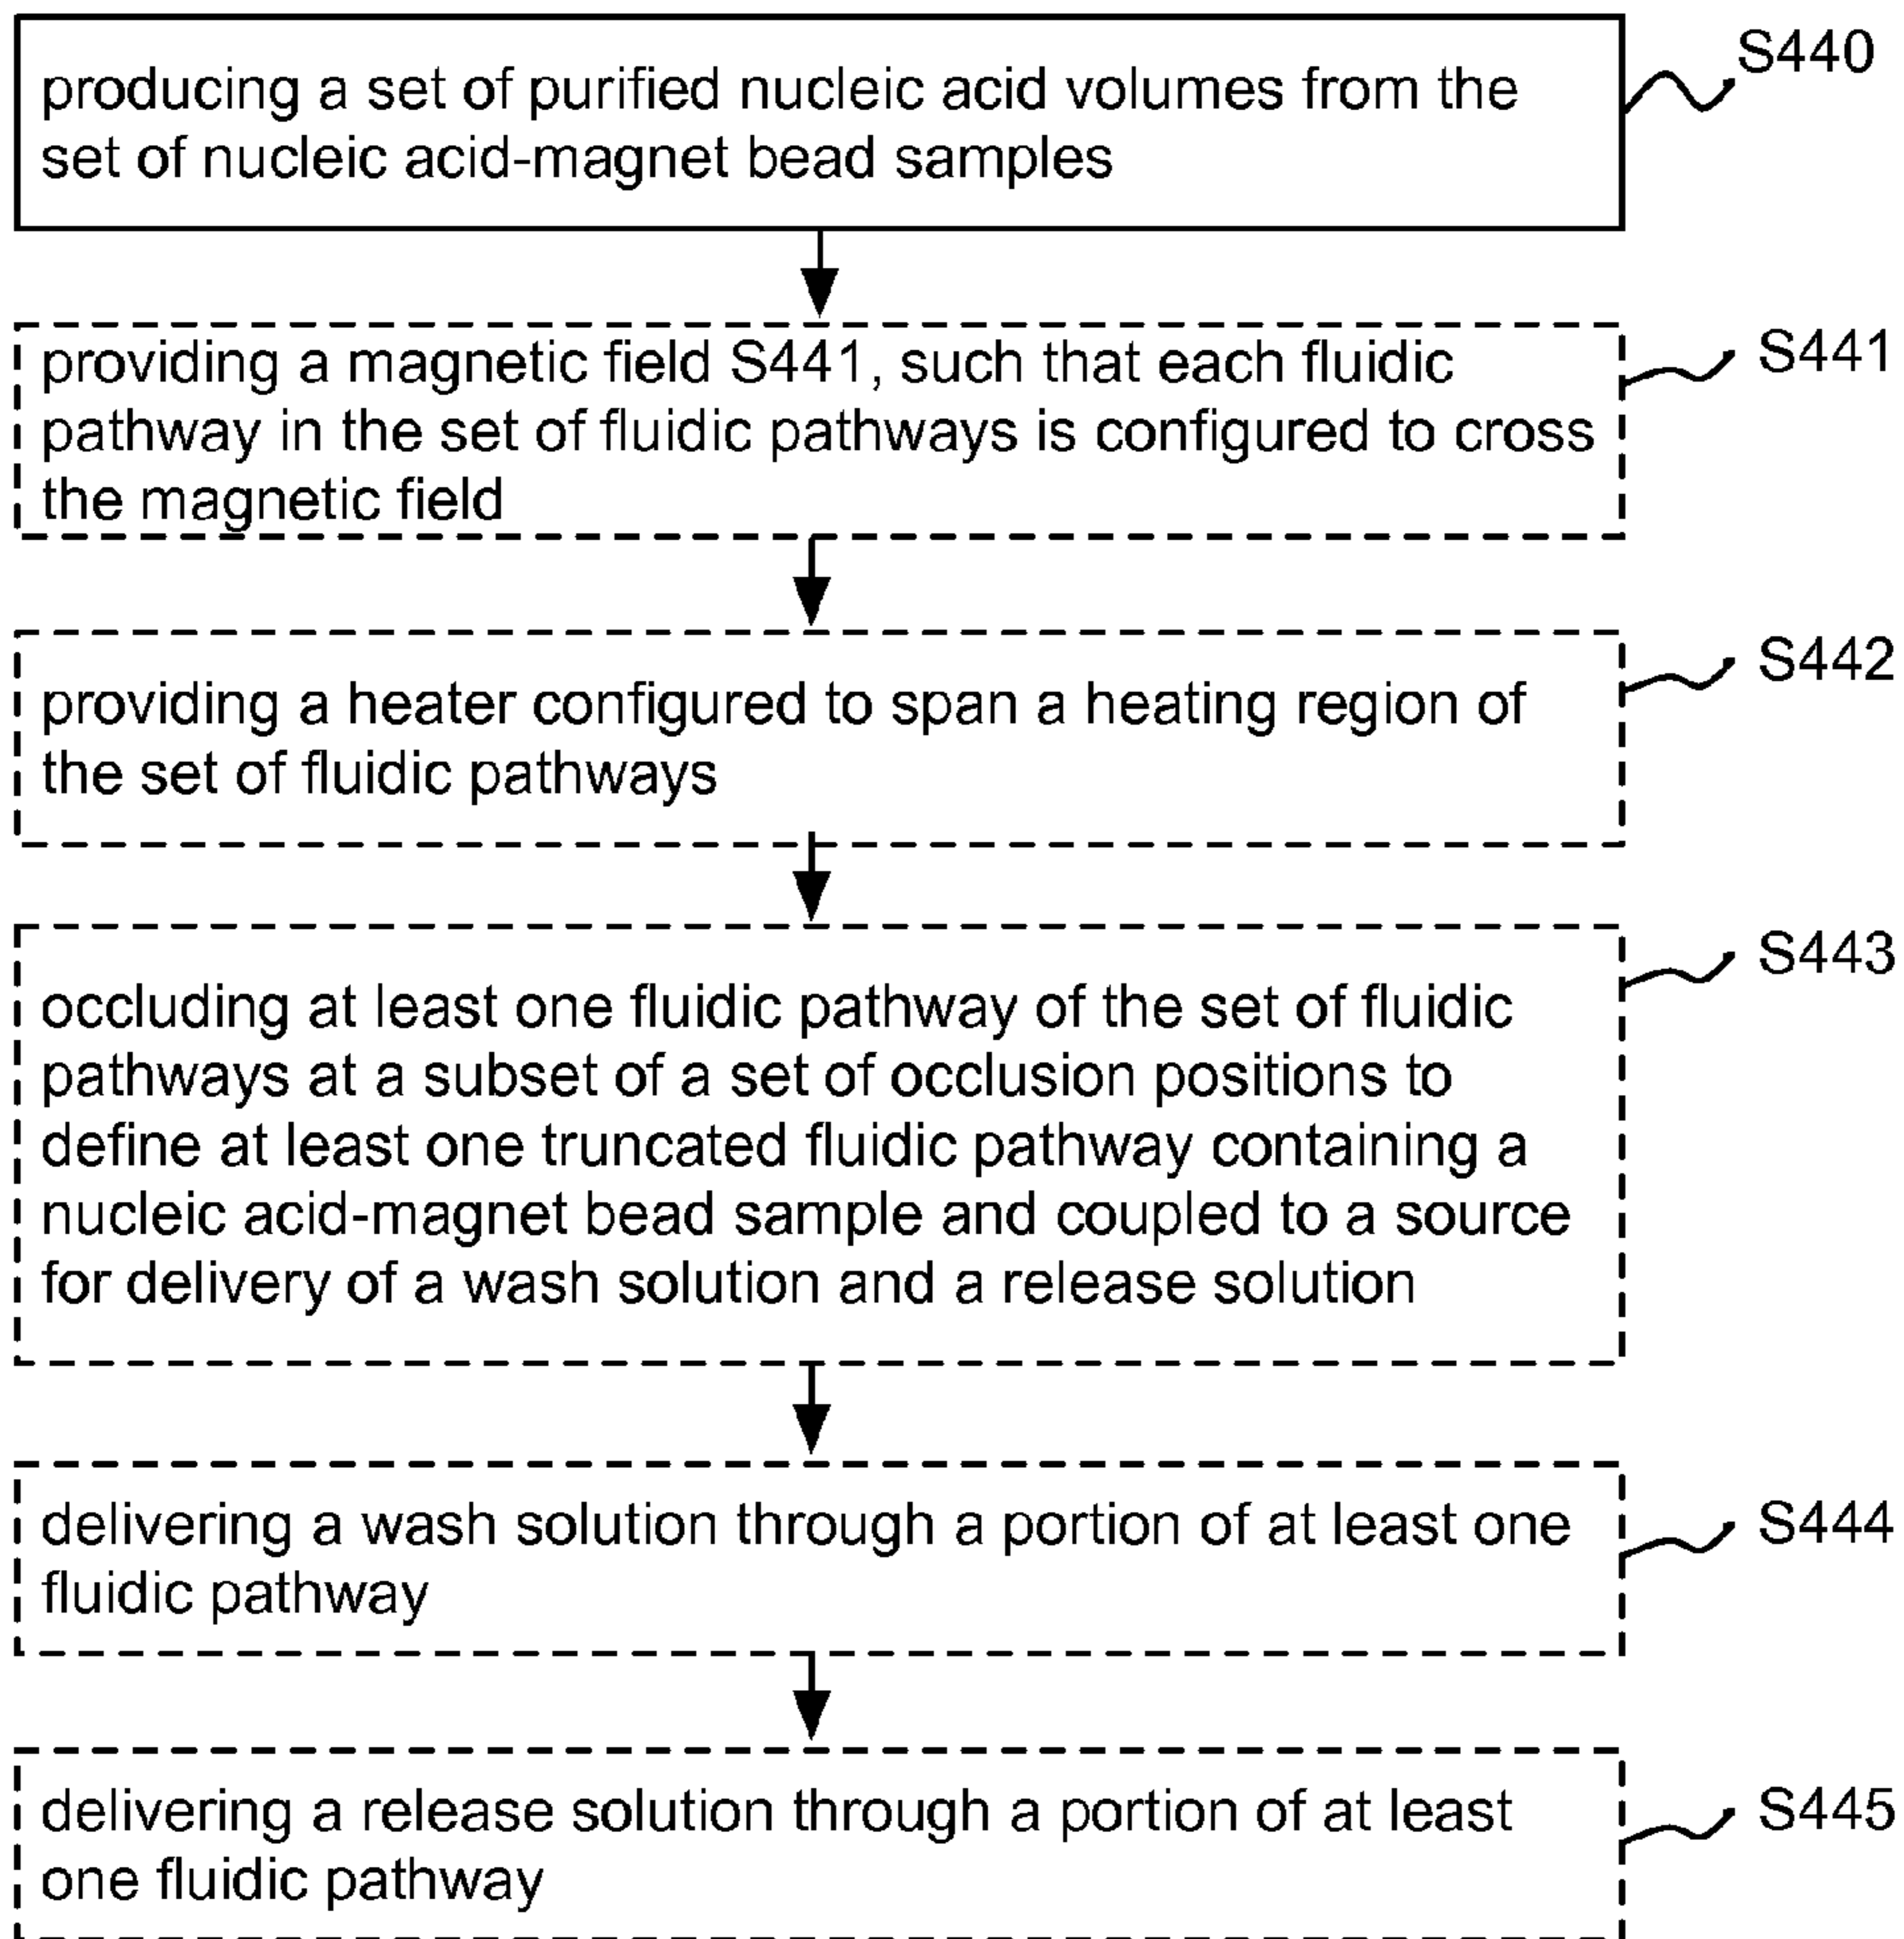 S440
producing a set of purified nucleic acid volumes from the
set of nucleic acid-magnet bead samples
S441
providing a magnetic field S441, such that each fluidic
pathway in the set of fluidic pathways is configured to cross
the magnetic field
S442
providing a heater configured to span a heating region of
the set of fluidic pathways
S443
occluding at least one fluidic pathway of the set of fluidic
pathways at a subset of a set of occlusion positions to
define at least one truncated fluidic pathway containing a
nucleic acid-magnet bead sample and coupled to a source
for delivery of a wash solution and a release solution
S444
delivering a wash solution through a portion of at least one
fluidic pathway
S445
delivering a release solution through a portion of at least
one fluidic pathway